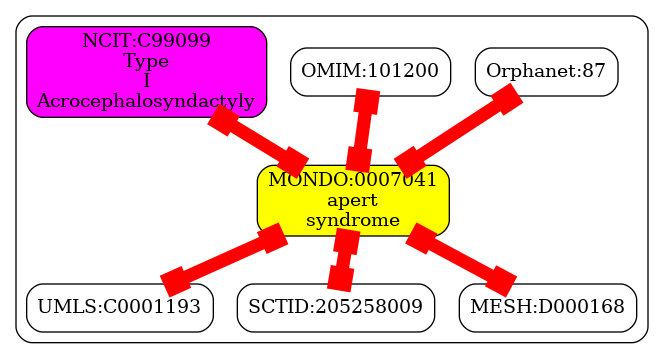 NCIT:C99099
Type
I
Acrocephalosyndactyly
OMIM:101200
Orphanet:87
MONDO:0007041
apert
syndrome
UMLS:C0001193
SCTID:205258009
MESH:D000168